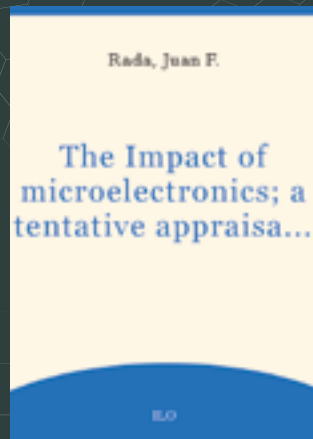 Rada, Juan F.
The Impact of
microelectronics; a
tentative appraisa...
ILO